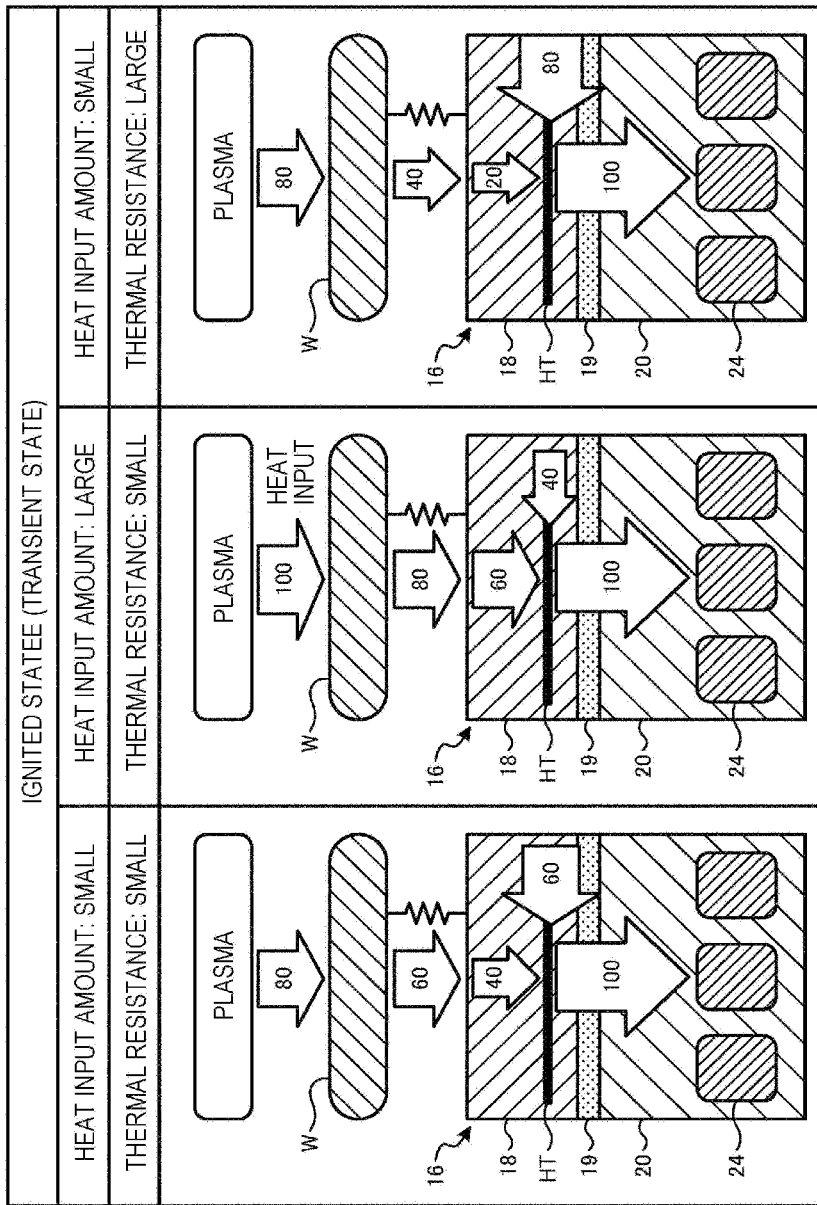 IGNITED STATEE (TRANSIENT STATE)
HEAT INPUT AMOUNT: SMALL
THERMAL RESISTANCE: SMALL
PLASMA
80
W
60
16
40
18
60
HT
19
100
20
24
HEAT INPUT AMOUNT: LARGE
THERMAL RESISTANCE: SMALL
PLASMA
100
HEAT
INPUT
W
80
16
60
18
40
HT
19
100
20
24
HEAT INPUT AMOUNT: SMALL
THERMAL RESISTANCE: LARGE
PLASMA
80
W
40
16
20
18
80
HT
19
100
20
24